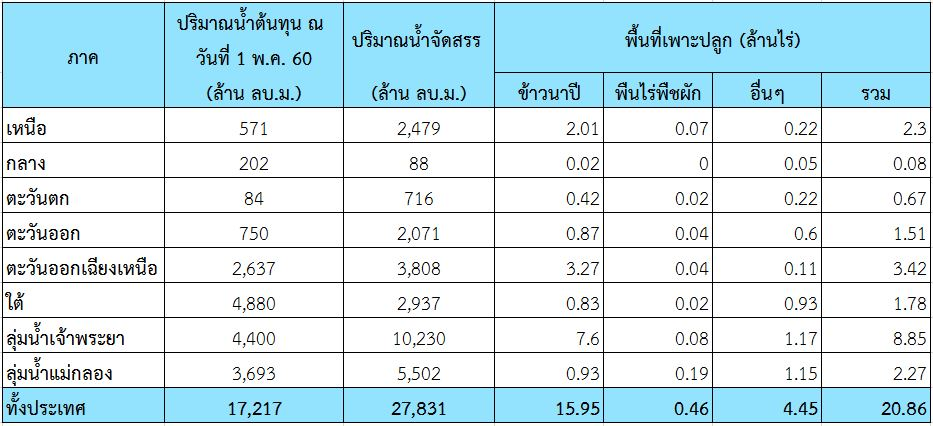 ภาค ปริมาณน้ำต้นทุน ณ วันที่ 1 พ.ค. 60 (ล้าน ลบ.ม.) ปริมาณน้ำจัดสรร (ล้าน ลบ.ม.) พื้นที่เพาะปลูก (ล้านไร่)
ข้าวนาปี พืนไร่พืชผัก อื่นๆ รวม
เหนือ 571 2,479 2.01 0.07 0.22 2.3
กลาง 202 88 0.02 0 0.05 0.08
ตะวันตก 84 716 0.42 0.02 0.22 0.67
ตะวันออก 750 2,071 0.87 0.04 0.6 1.51
ตะวันออกเฉียงเหนือ 2,637 3,808 3.27 0.04 0.11 3.42
ใต้ 4,880 2,937 0.83 0.02 0.93 1.78
ลุ่มน้ำเจ้าพระยา 4,400 10,230 7.6 0.08 1.17 8.85
ลุ่มน้ำแม่กลอง 3,693 5,502 0.93 0.19 1.15 2.27
ทั้งประเทศ 17,217 27,831 15.95 0.46 4.45 20.86